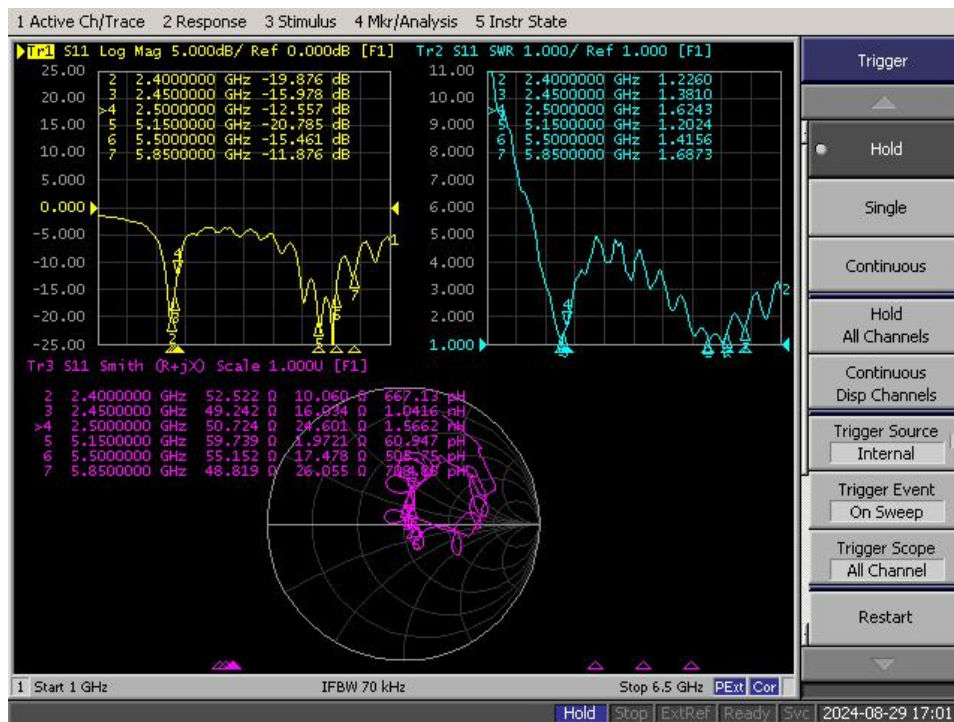 1 Active Ch/Trace 2 Response 3 Stimulus 4 Mkr/Analysis 5 Instr State
Tr1 S11 Log Mag 5.000dB/ Ref 0.000dB [F1]
25.00
20.00
15.00
10.00
5.000
0.000
-5.000
-10.00
-15.00
-20.00
-25.00
2 2.4000000 GHz -19.876 dB
3 2.4500000 GHz -15.978 dB
>4 2.5000000 GHz -12.557 dB
5 5.1500000 GHz -20.785 dB
6 5.5000000 GHz -15.461 dB
7 5.8500000 GHz -11.876 dB
Tr2 S11 SWR 1.000/ Ref 1.000 [F1]
11.00
10.00
9.000
8.000
7.000
6.000
5.000
4.000
3.000
2.000
1.000
2 2.4000000 GHz 1.2260
3 2.4500000 GHz 1.3810
>4 2.5000000 GHz 1.6243
5 5.1500000 GHz 1.2024
6 5.5000000 GHz 1.4156
7 5.8500000 GHz 1.6873
Tr3 S11 Smith (R+jX) Scale 1.000U [F1]
2 2.4000000 GHz 52.522 Ω 10.060 Ω 667.13 pH
3 2.4500000 GHz 49.242 Ω Ω 1.0416 nH
>4 2.5000000 GHz 50.724 Ω 24.601 Ω 1.5662 nH
5 5.1500000 GHz 59.739 Ω 1.9721 Ω 60.947 pH
6 5.5000000 GHz 55.152 Ω 17.478 Ω pH
7 5.8500000 GHz 48.819 Ω 26.055 Ω pH
1 Start 1 GHz IFBW 70 kHz Stop 6.5 GHz PExt Cor
Trigger
Hold
Single
Continuous
Hold
All Channels
Continuous
Disp Channels
Trigger Source
Internal
Trigger Event
On Sweep
Trigger Scope
All Channel
Restart
Hold Stop ExtRef Ready Svc 2024-08-29 17:01